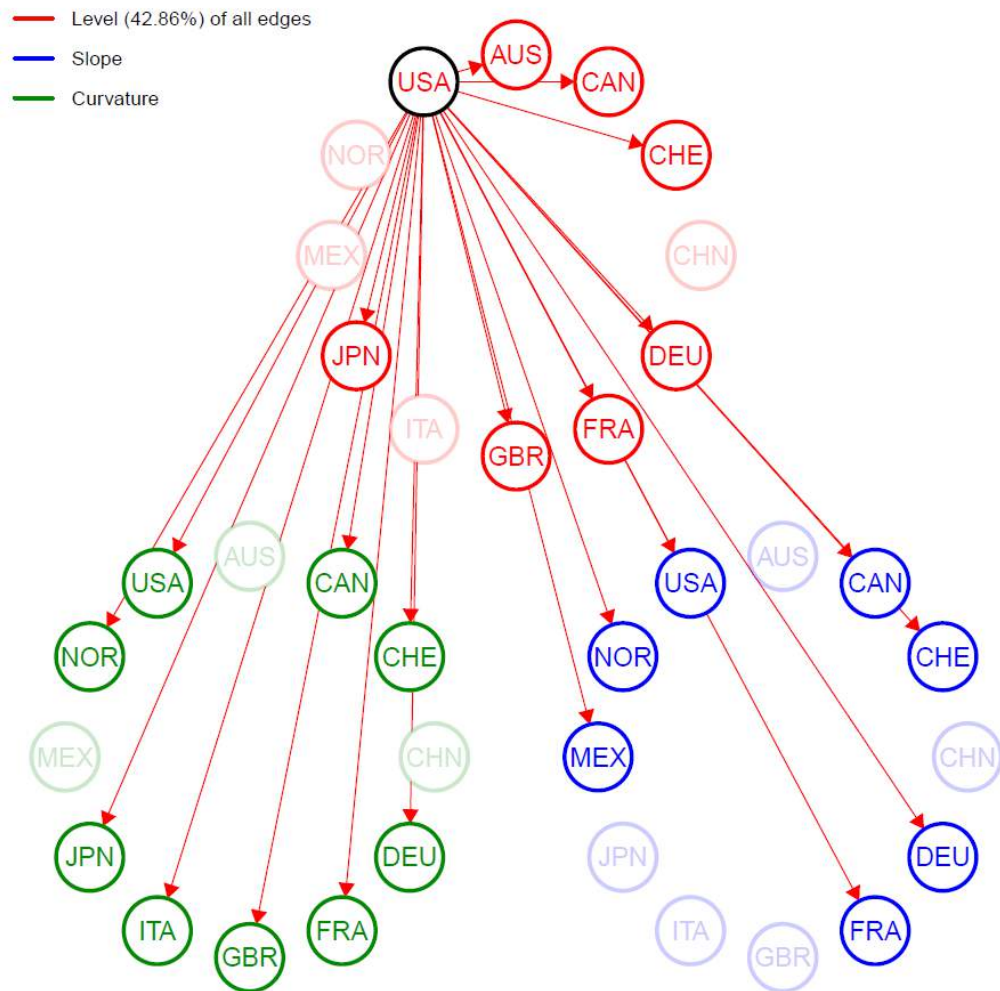 Level (42.86%) of all edges
Slope
Curvature
USA
AUS
CAN
NOR
CHE
MEX
CHN
JPN
DEU
ITA
GBR
FRA
USA
AUS
CAN
USA
AUS
CAN
NOR
CHE
NOR
CHE
MEX
CHN
MEX
CHN
JPN
DEU
JPN
DEU
ITA
GBR
FRA
ITA
GBR
FRA